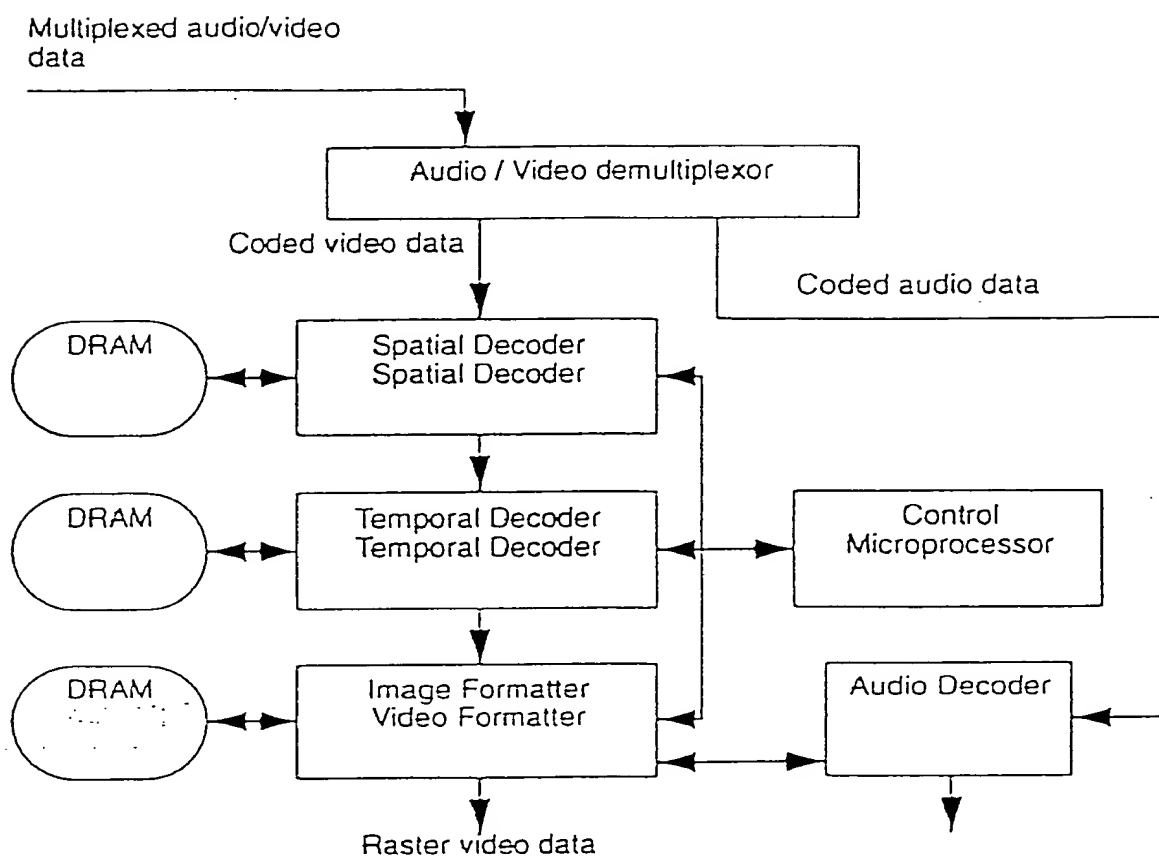 Multiplexed audio/video
data
Audio / Video demultiplexor
Coded video data
Coded audio data
DRAM
Spatial Decoder
Spatial Decoder
DRAM
Temporal Decoder
Temporal Decoder
Control
Microprocessor
DRAM
Image Formatter
Video Formatter
Audio Decoder
Raster video data